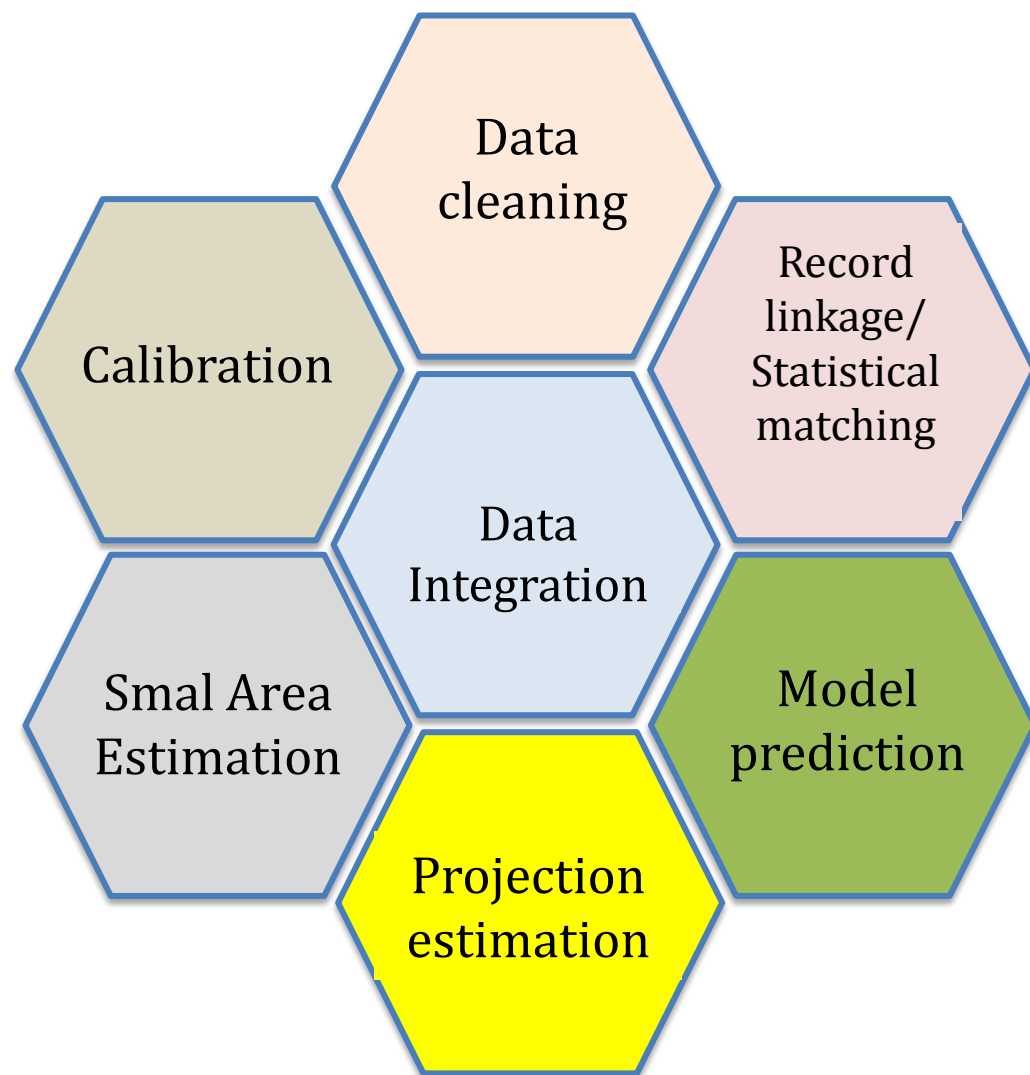 Data
cleaning
Record
linkage/
Statistical
matching
Calibration
Data
Integration
Smal Area
Estimation
Model
prediction
Projection
estimation